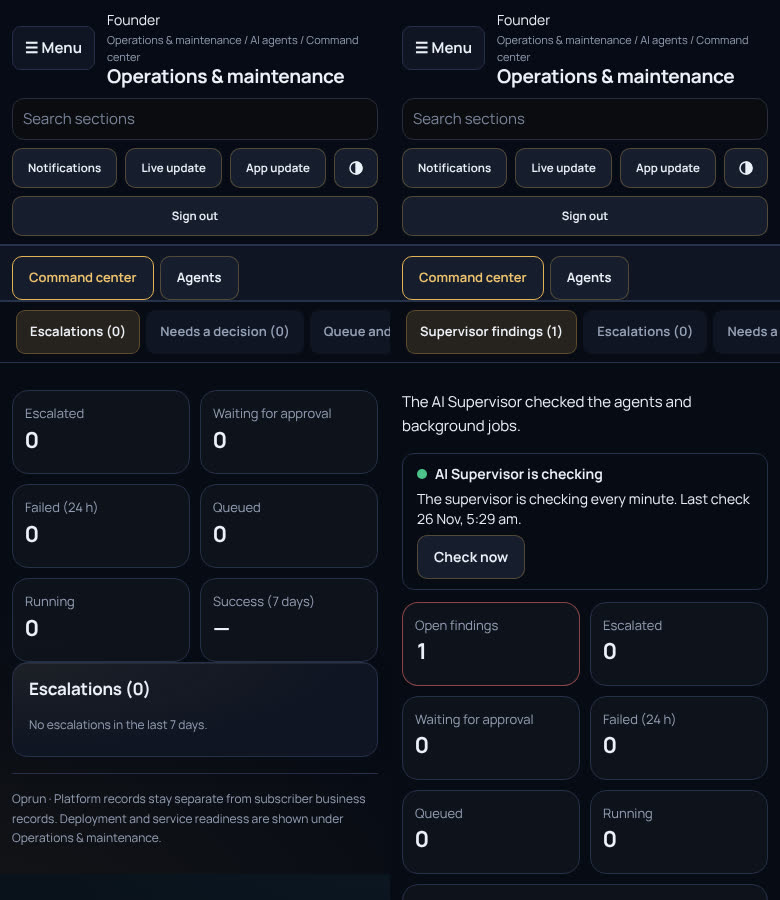 ☰ Menu
Founder
Operations & maintenance / AI agents / Command
center
Operations & maintenance
Search sections
Notifications
Live update
App update
Sign out
Command center
Agents
Escalations (0)
Needs a decision (0)
Queue and
Escalated
0
Waiting for approval
0
Failed (24 h)
0
Queued
0
Running
0
Success (7 days)
—
Escalations (0)
No escalations in the last 7 days.
Oprun · Platform records stay separate from subscriber business
records. Deployment and service readiness are shown under
Operations & maintenance.
☰ Menu
Founder
Operations & maintenance / AI agents / Command
center
Operations & maintenance
Search sections
Notifications
Live update
App update
Sign out
Command center
Agents
Supervisor findings (1)
Escalations (0)
Needs a
The AI Supervisor checked the agents and
background jobs.
AI Supervisor is checking
The supervisor is checking every minute. Last check
26 Nov, 5:29 am.
Check now
Open findings
1
Escalated
0
Waiting for approval
0
Failed (24 h)
0
Queued
0
Running
0